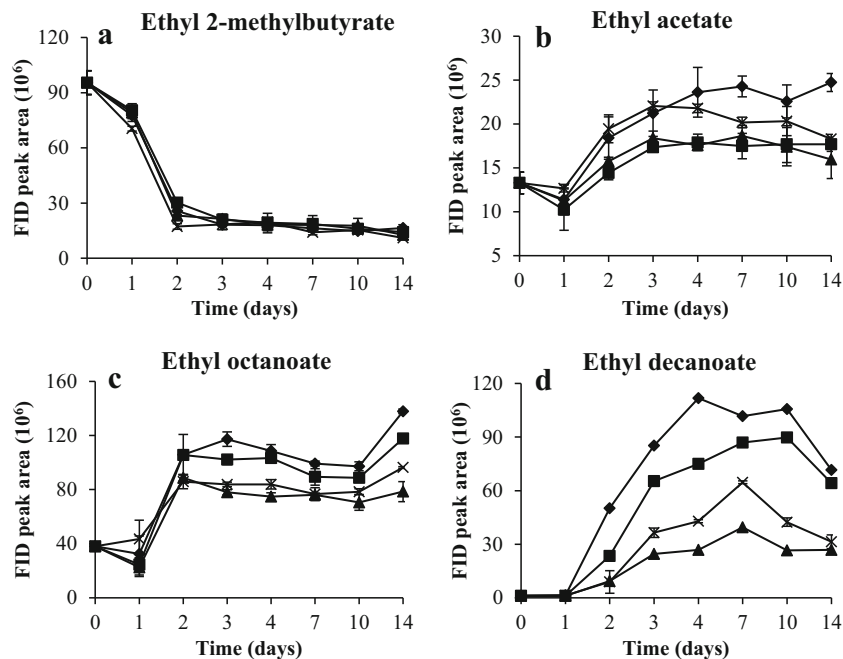 a Ethyl 2-methylbutyrate
FID peak area (10⁶)
120
90
60
30
0
0 1 2 3 4 7 10 14
Time (days)
b Ethyl acetate
FID peak area (10⁶)
30
25
20
15
10
5
0 1 2 3 4 7 10 14
Time (days)
c Ethyl octanoate
FID peak area (10⁶)
160
120
80
40
0
0 1 2 3 4 7 10 14
Time (days)
d Ethyl decanoate
FID peak area (10⁶)
120
90
60
30
0
0 1 2 3 4 7 10 14
Time (days)